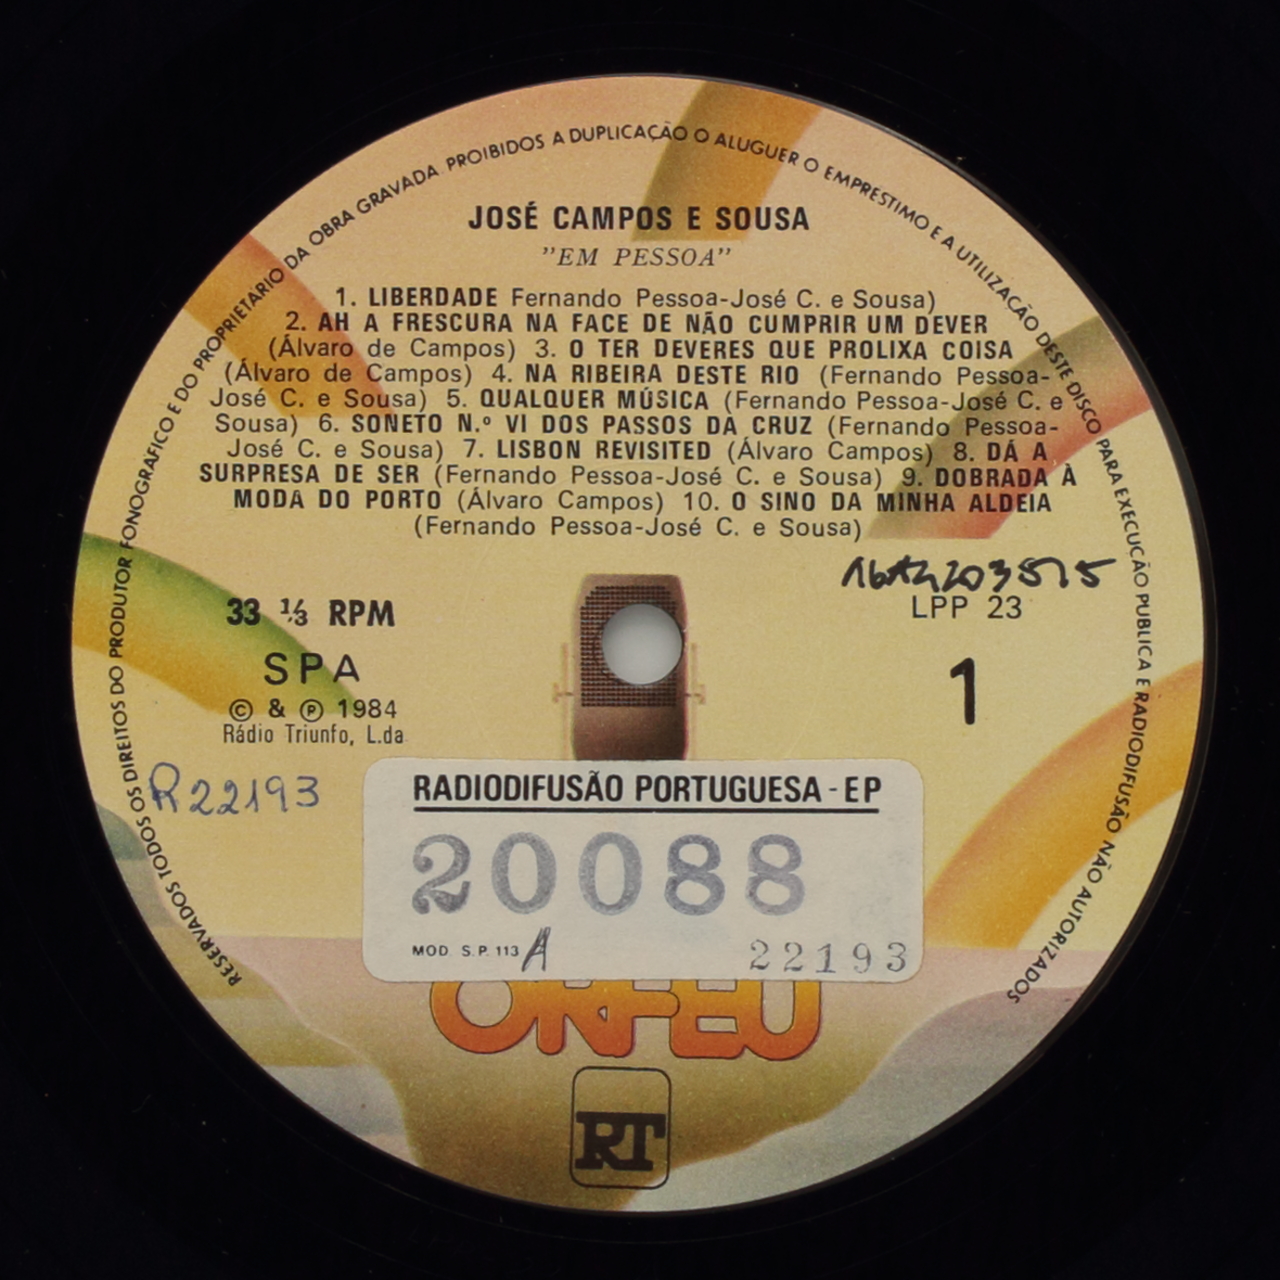 RESERVADOS TODOS OS DIREITOS DO PRODUTOR FONOGRAFICO E DO PROPRIETARIO DA OBRA GRAVADA PROIBIDOS A DUPLICAÇÃO O ALUGUER O EMPRESTIMO E A UTILIZAÇÃO DESTE DISCO PARA EXECUÇÃO PUBLICA E RADIODIFUSÃO NÃO AUTORIZADOS
JOSÉ CAMPOS E SOUSA
"EM PESSOA"
1. LIBERDADE Fernando Pessoa-José C. e Sousa)
2. AH A FRESCURA NA FACE DE NÃO CUMPRIR UM DEVER
(Álvaro de Campos) 3. O TER DEVERES QUE PROLIXA COISA
(Álvaro de Campos) 4. NA RIBEIRA DESTE RIO (Fernando Pessoa-
José C. e Sousa) 5. QUALQUER MÚSICA (Fernando Pessoa-José C. e
Sousa) 6. SONETO N.º VI DOS PASSOS DA CRUZ (Fernando Pessoa-
José C. e Sousa) 7. LISBON REVISITED (Álvaro Campos) 8. DÁ A
SURPRESA DE SER (Fernando Pessoa-José C. e Sousa) 9. DOBRADA À
MODA DO PORTO (Álvaro Campos) 10. O SINO DA MINHA ALDEIA
(Fernando Pessoa-José C. e Sousa)
LPP 23
33 ⅓ RPM
SPA
1
© & ℗ 1984
Rádio Triunfo, L.da
R22193
RADIODIFUSÃO PORTUGUESA - EP
20088
MOD. S.P. 113 A
22193
ORFEU
RT